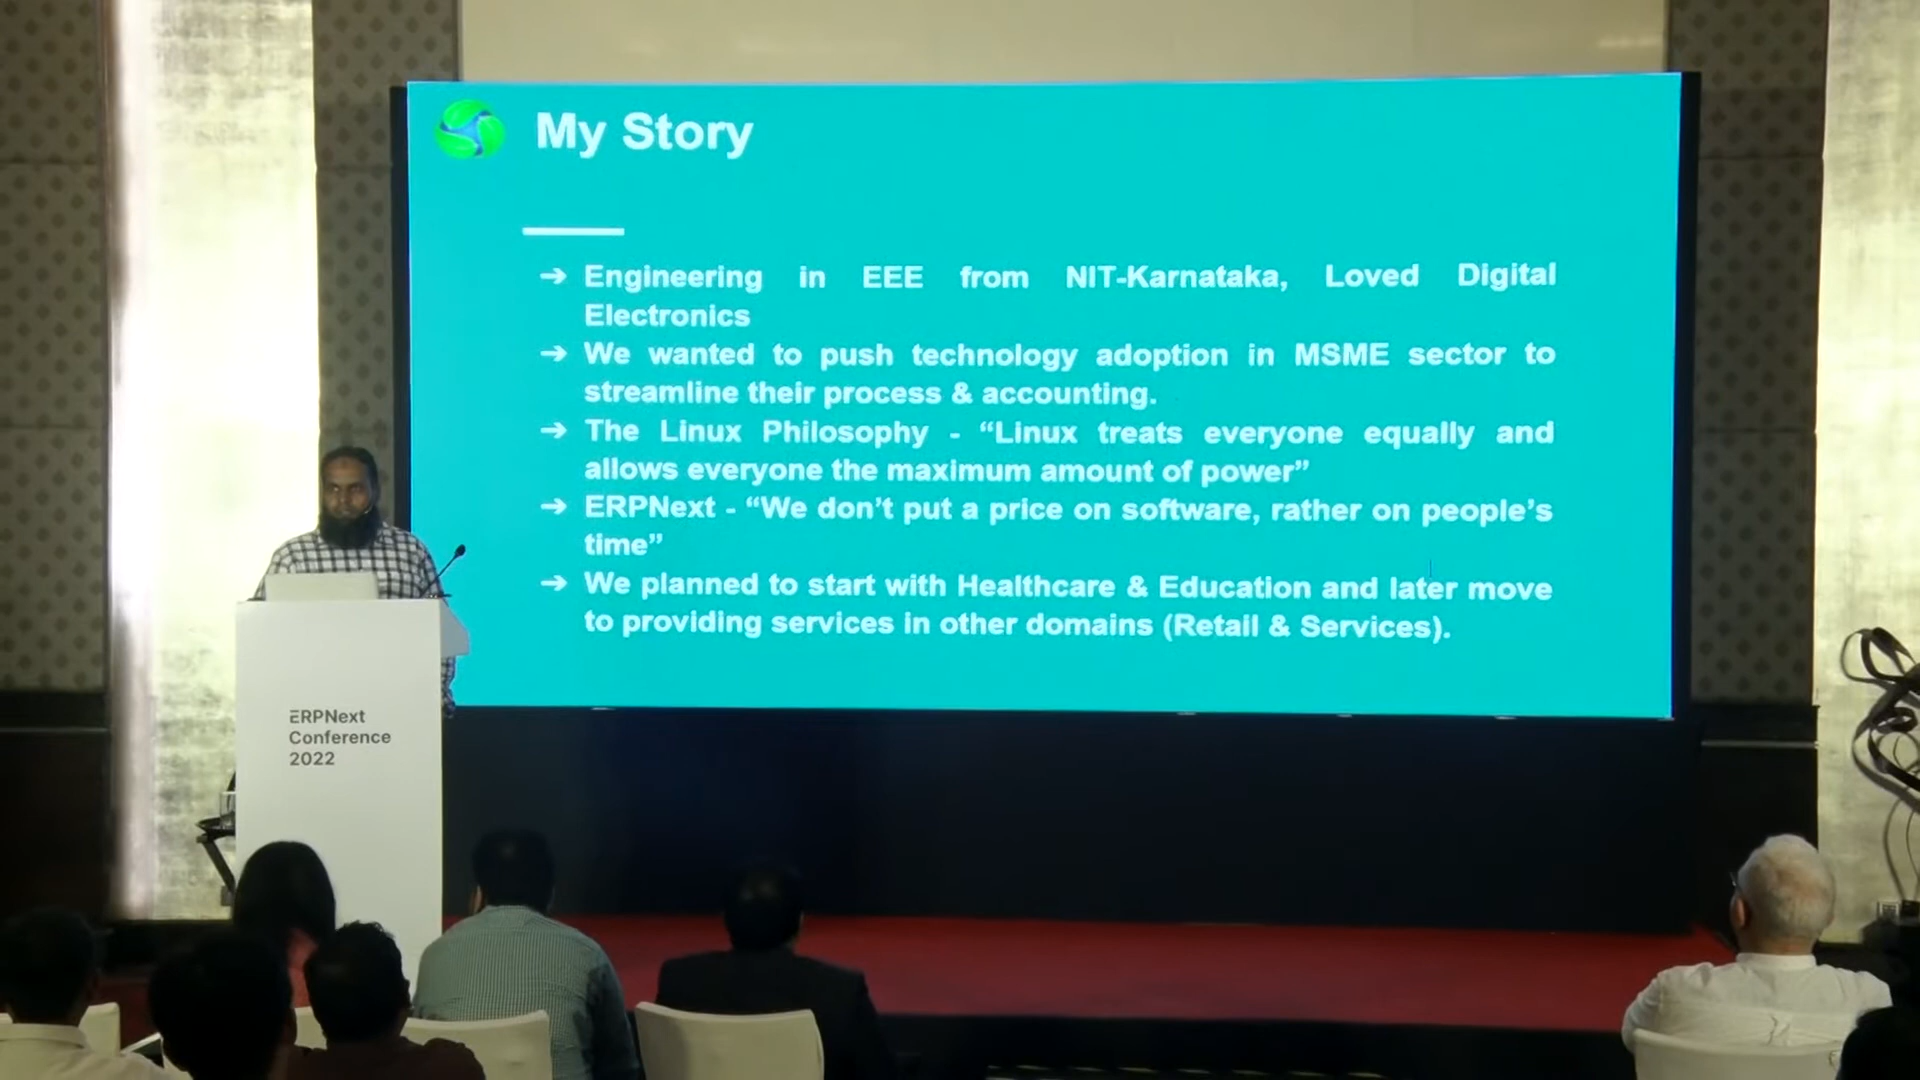 My Story
➔ Engineering in EEE from NIT-Karnataka, Loved Digital
Electronics
➔ We wanted to push technology adoption in MSME sector to
streamline their process & accounting.
➔ The Linux Philosophy - “Linux treats everyone equally and
allows everyone the maximum amount of power”
➔ ERPNext - “We don’t put a price on software, rather on people’s
time”
➔ We planned to start with Healthcare & Education and later move
to providing services in other domains (Retail & Services).
ERPNext
Conference
2022